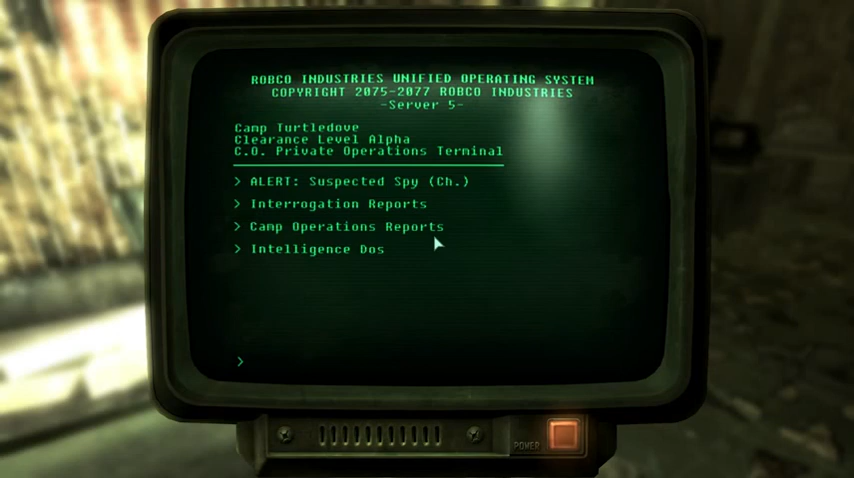 ROBCO INDUSTRIES UNIFIED OPERATING SYSTEM
COPYRIGHT 2075-2077 ROBCO INDUSTRIES
-Server 5-
Camp Turtledove
Clearance Level Alpha
C.O. Private Operations Terminal
> ALERT: Suspected Spy (Ch.)
> Interrogation Reports
> Camp Operations Reports
> Intelligence Dos
>
POWER